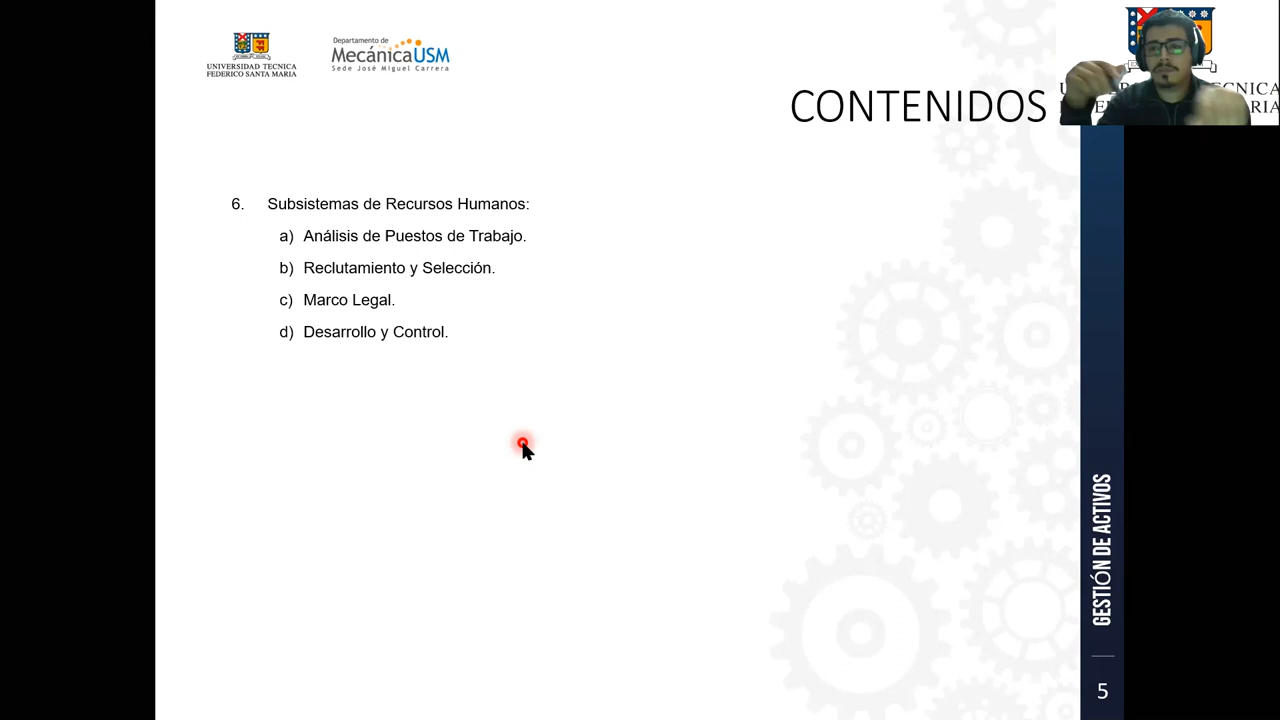 UNIVERSIDAD TECNICA
FEDERICO SANTA MARIA
Departamento de
MecánicaUSM
Sede José Miguel Carrera
CONTENIDOS
6. Subsistemas de Recursos Humanos:
a) Análisis de Puestos de Trabajo.
b) Reclutamiento y Selección.
c) Marco Legal.
d) Desarrollo y Control.
GESTIÓN DE ACTIVOS
5